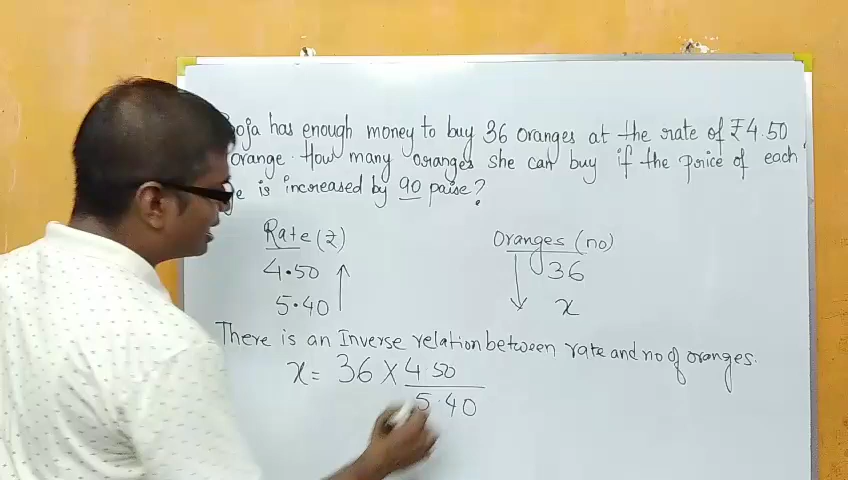 has enough money to buy 36 oranges at the rate of ₹4.50
orange. How many oranges she can buy if the price of each
is increased by 90 paise?
Rate (₹) Oranges (no)
4.50 36
5.40 x
There is an Inverse relation between rate and no of oranges.
x = 36 × 4.50
5.40